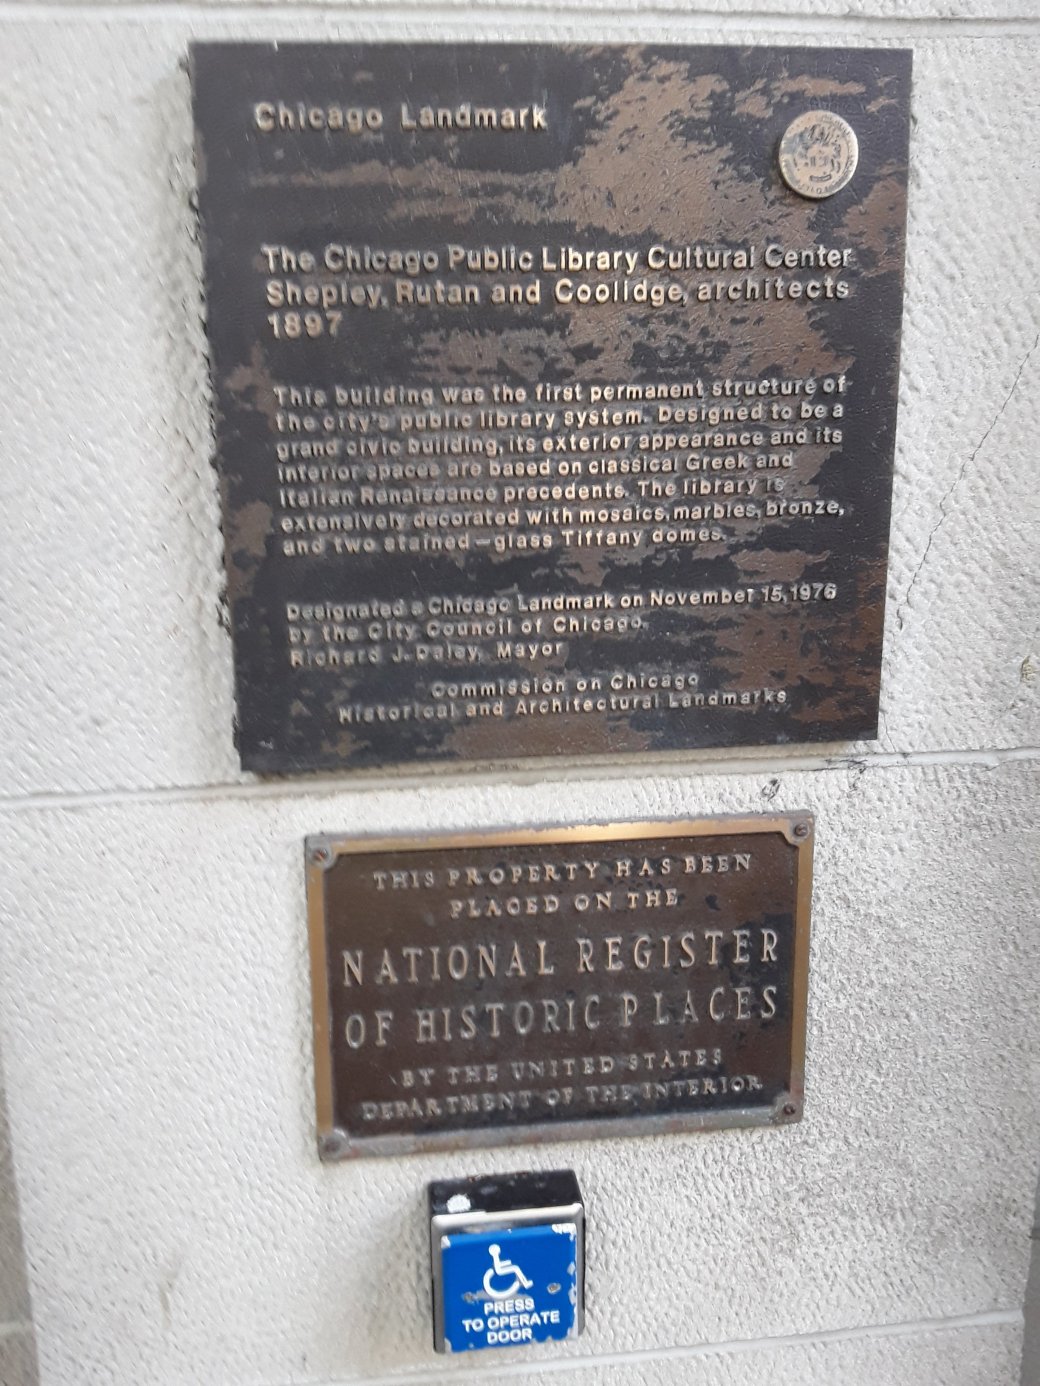 Chicago Landmark
The Chicago Public Library Cultural Center
Shepley, Rutan and Coolidge, architects
1897
This building was the first permanent structure of
the city's public library system. Designed to be a
grand civic building, its exterior appearance and its
interior spaces are based on classical Greek and
Italian Renaissance precedents. The library is
extensively decorated with mosaics, marbles, bronze,
and two stained-glass Tiffany domes.
Designated a Chicago Landmark on November 15, 1976
by the City Council of Chicago.
Richard J. Daley, Mayor
Commission on Chicago
Historical and Architectural Landmarks
THIS PROPERTY HAS BEEN
PLACED ON THE
NATIONAL REGISTER
OF HISTORIC PLACES
BY THE UNITED STATES
DEPARTMENT OF THE INTERIOR
PRESS
TO OPERATE
DOOR